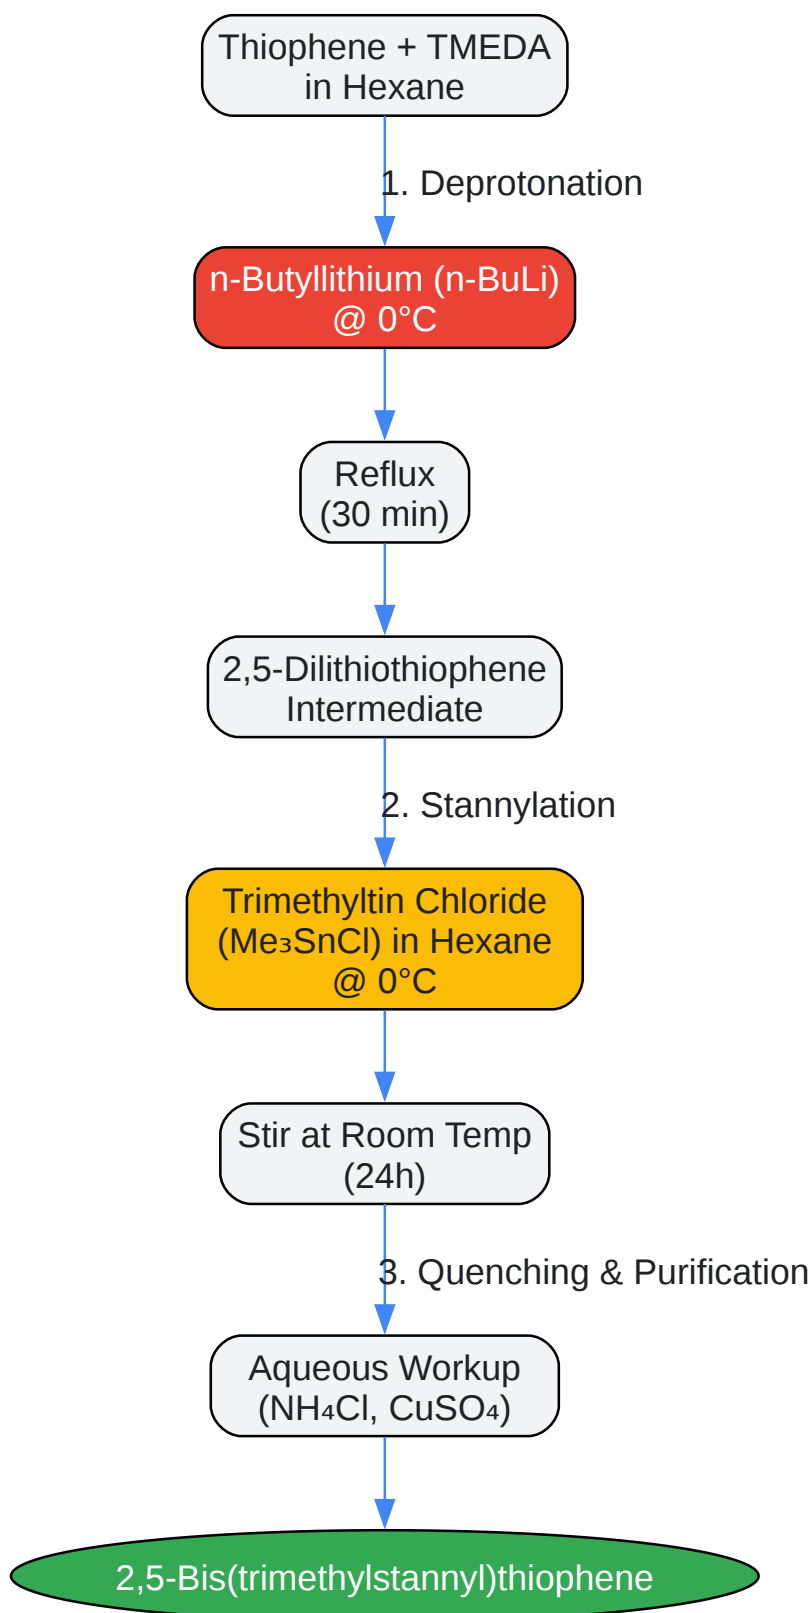 Thiophene + TMEDA
in Hexane
1. Deprotonation
n-Butyllithium (n-BuLi)
@ 0°C
Reflux
(30 min)
2,5-Dilithiothiophene
Intermediate
2. Stannylation
Trimethyltin Chloride
(Me₃SnCl) in Hexane
@ 0°C
Stir at Room Temp
(24h)
3. Quenching & Purification
Aqueous Workup
(NH₄Cl, CuSO₄)
2,5-Bis(trimethylstannyl)thiophene